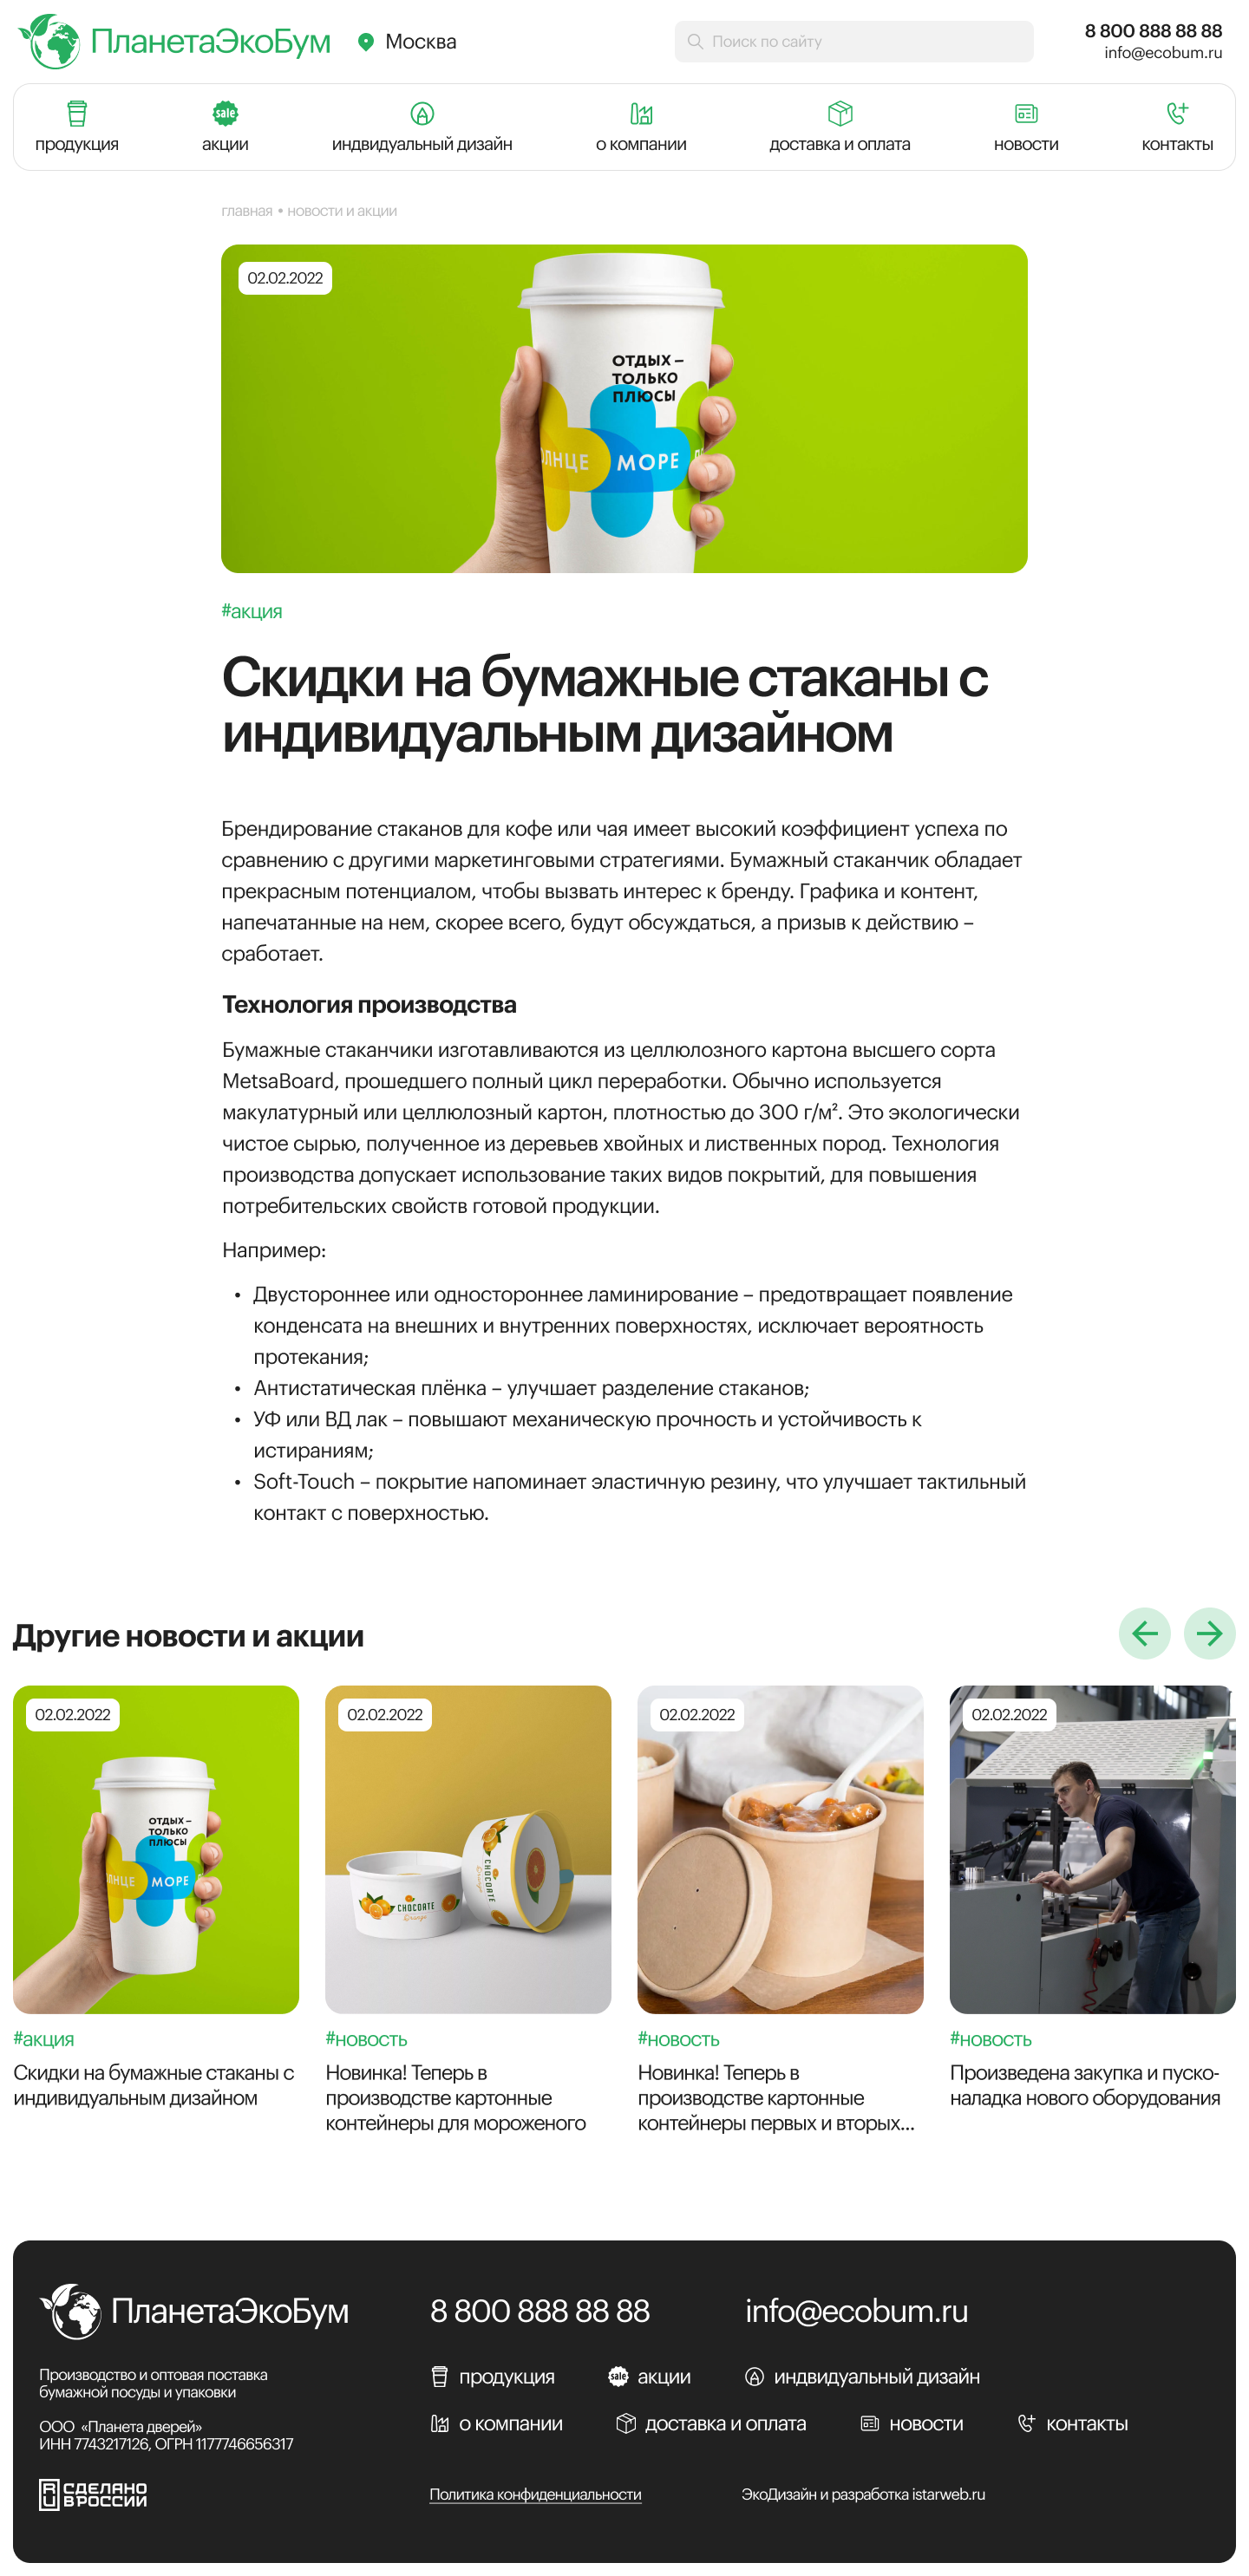 ПланетаЭкоБум
Москва
Поиск по сайту
8 800 888 88 88
info@ecobum.ru
продукция
sale
акции
индвидуальный дизайн
о компании
доставка и оплата
новости
контакты
главная • новости и акции
02.02.2022
ОТДЫХ –
ТОЛЬКО
ПЛЮСЫ
ЛНЦЕ
МОРЕ
#акция
Скидки на бумажные стаканы с
индивидуальным дизайном
Брендирование стаканов для кофе или чая имеет высокий коэффициент успеха по
сравнению с другими маркетинговыми стратегиями. Бумажный стаканчик обладает
прекрасным потенциалом, чтобы вызвать интерес к бренду. Графика и контент,
напечатанные на нем, скорее всего, будут обсуждаться, а призыв к действию –
сработает.
Технология производства
Бумажные стаканчики изготавливаются из целлюлозного картона высшего сорта
MetsaBoard, прошедшего полный цикл переработки. Обычно используется
макулатурный или целлюлозный картон, плотностью до 300 г/м². Это экологически
чистое сырью, полученное из деревьев хвойных и лиственных пород. Технология
производства допускает использование таких видов покрытий, для повышения
потребительских свойств готовой продукции.
Например:
• Двустороннее или одностороннее ламинирование – предотвращает появление
конденсата на внешних и внутренних поверхностях, исключает вероятность
протекания;
• Антистатическая плёнка – улучшает разделение стаканов;
• УФ или ВД лак – повышают механическую прочность и устойчивость к
истираниям;
• Soft-Touch – покрытие напоминает эластичную резину, что улучшает тактильный
контакт с поверхностью.
Другие новости и акции
02.02.2022
ОТДЫХ –
ТОЛЬКО
ПЛЮСЫ
ЛНЦЕ
МОРЕ
#акция
Скидки на бумажные стаканы с
индивидуальным дизайном
02.02.2022
CHOCOATE
Orange
CHOCOATE
Orange
#новость
Новинка! Теперь в
производстве картонные
контейнеры для мороженого
02.02.2022
#новость
Новинка! Теперь в
производстве картонные
контейнеры первых и вторых...
02.02.2022
#новость
Произведена закупка и пуско-
наладка нового оборудования
ПланетаЭкоБум
8 800 888 88 88
info@ecobum.ru
Производство и оптовая поставка
бумажной посуды и упаковки
ООО «Планета дверей»
ИНН 7743217126, ОГРН 1177746656317
продукция
sale
акции
индвидуальный дизайн
о компании
доставка и оплата
новости
контакты
RU
СДЕЛАНО
В РОССИИ
Политика конфиденциальности
ЭкоДизайн и разработка istarweb.ru